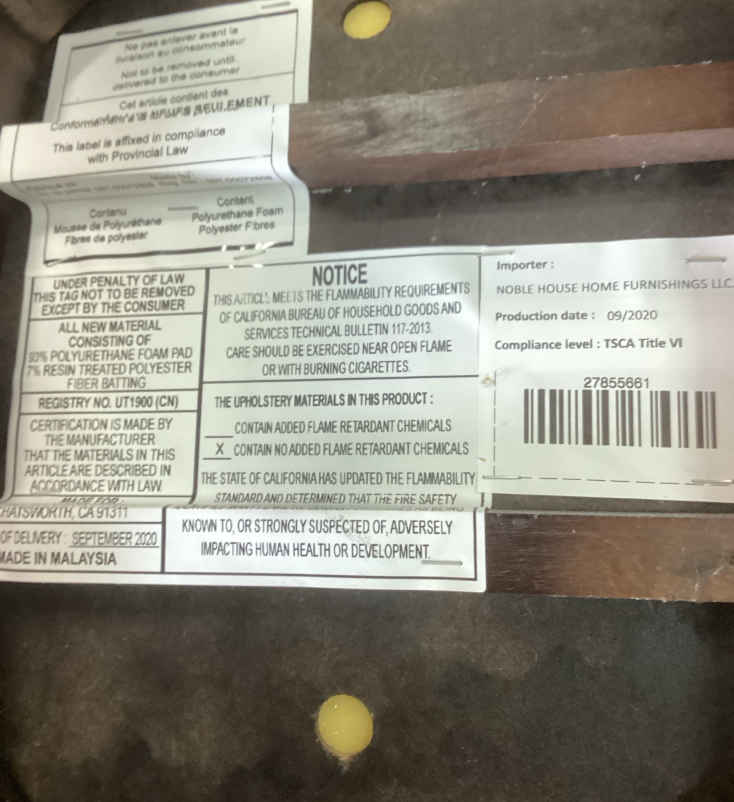 Ne pas enlever avant la
livraison au consommateur
Not to be removed until
delivered to the consumer
Cet article contient des
SEULEMENT
This label is affixed in compliance
with Provincial Law
Contenu
Content
Mousse de Polyuréthane
Polyurethane Foam
Fibres de polyester
Polyester Fibres
UNDER PENALTY OF LAW
THIS TAG NOT TO BE REMOVED
EXCEPT BY THE CONSUMER
ALL NEW MATERIAL
CONSISTING OF
93% POLYURETHANE FOAM PAD
7% RESIN TREATED POLYESTER
FIBER BATTING
REGISTRY NO. UT1900 (CN)
CERTIFICATION IS MADE BY
THE MANUFACTURER
THAT THE MATERIALS IN THIS
ARTICLE ARE DESCRIBED IN
ACCORDANCE WITH LAW.
MADE FOR
CHATSWORTH, CA 91311
OF DELIVERY : SEPTEMBER 2020
MADE IN MALAYSIA
NOTICE
THIS ARTICLE MEETS THE FLAMMABILITY REQUIREMENTS
OF CALIFORNIA BUREAU OF HOUSEHOLD GOODS AND
SERVICES TECHNICAL BULLETIN 117-2013.
CARE SHOULD BE EXERCISED NEAR OPEN FLAME
OR WITH BURNING CIGARETTES.
THE UPHOLSTERY MATERIALS IN THIS PRODUCT :
CONTAIN ADDED FLAME RETARDANT CHEMICALS
X CONTAIN NO ADDED FLAME RETARDANT CHEMICALS
THE STATE OF CALIFORNIA HAS UPDATED THE FLAMMABILITY
STANDARD AND DETERMINED THAT THE FIRE SAFETY
KNOWN TO, OR STRONGLY SUSPECTED OF, ADVERSELY
IMPACTING HUMAN HEALTH OR DEVELOPMENT.
Importer :
NOBLE HOUSE HOME FURNISHINGS LLC
Production date : 09/2020
Compliance level : TSCA Title VI
27855661